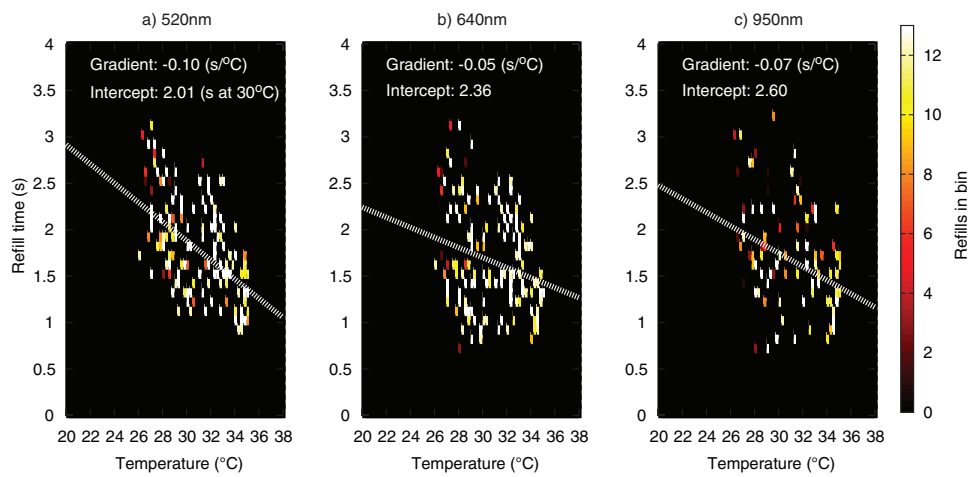 a) 520nm
b) 640nm
c) 950nm
Gradient: -0.10 (s/°C)
Intercept: 2.01 (s at 30°C)
Gradient: -0.05 (s/°C)
Intercept: 2.36
Gradient: -0.07 (s/°C)
Intercept: 2.60
Refill time (s)
4
3.5
3
2.5
2
1.5
1
0.5
0
20 22 24 26 28 30 32 34 36 38
Temperature (°C)
4
3.5
3
2.5
2
1.5
1
0.5
0
20 22 24 26 28 30 32 34 36 38
Temperature (°C)
4
3.5
3
2.5
2
1.5
1
0.5
0
20 22 24 26 28 30 32 34 36 38
Temperature (°C)
12
10
8
6
4
2
0
Refills in bin